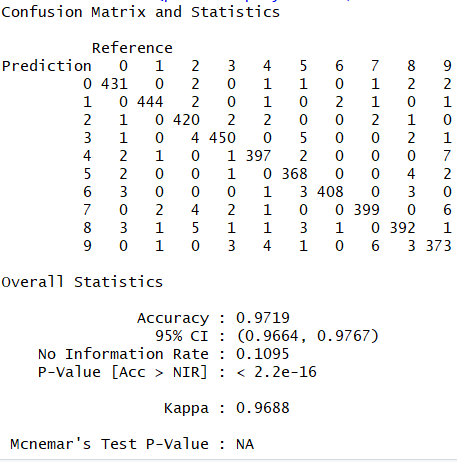 Confusion Matrix and Statistics
Reference
Prediction 0 1 2 3 4 5 6 7 8 9
0 431 0 2 0 1 1 0 1 2 2
1 0 444 2 0 1 0 2 1 0 1
2 1 0 420 2 2 0 0 2 1 0
3 1 0 4 450 0 5 0 0 2 1
4 2 1 0 1 397 2 0 0 0 7
5 2 0 0 1 0 368 0 0 4 2
6 3 0 0 0 1 3 408 0 3 0
7 0 2 4 2 1 0 0 399 0 6
8 3 1 5 1 1 3 1 0 392 1
9 0 1 0 3 4 1 0 6 3 373
Overall Statistics
Accuracy : 0.9719
95% CI : (0.9664, 0.9767)
No Information Rate : 0.1095
P-Value [Acc > NIR] : < 2.2e-16
Kappa : 0.9688
Mcnemar's Test P-Value : NA